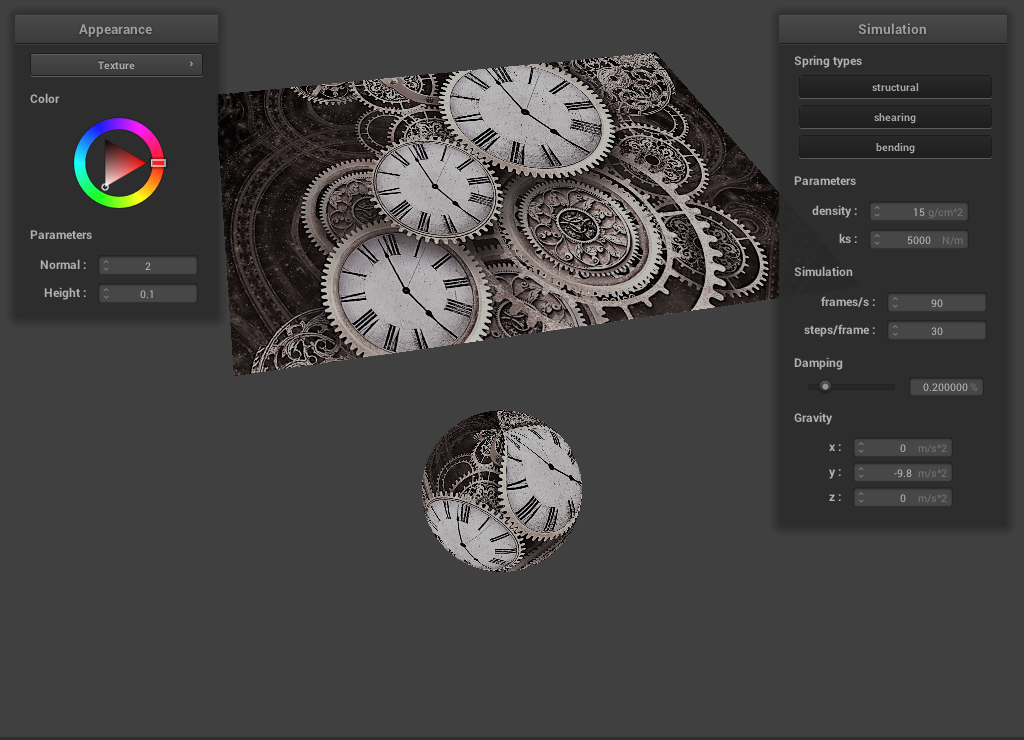 Appearance
Texture
Color
Parameters
Normal :
2
Height :
0.1
Simulation
Spring types
structural
shearing
bending
Parameters
density :
15 g/cm^2
ks :
5000 N/m
Simulation
frames/s :
90
steps/frame :
30
Damping
0.200000 %
Gravity
x :
0 m/s^2
y :
-9.8 m/s^2
z :
0 m/s^2